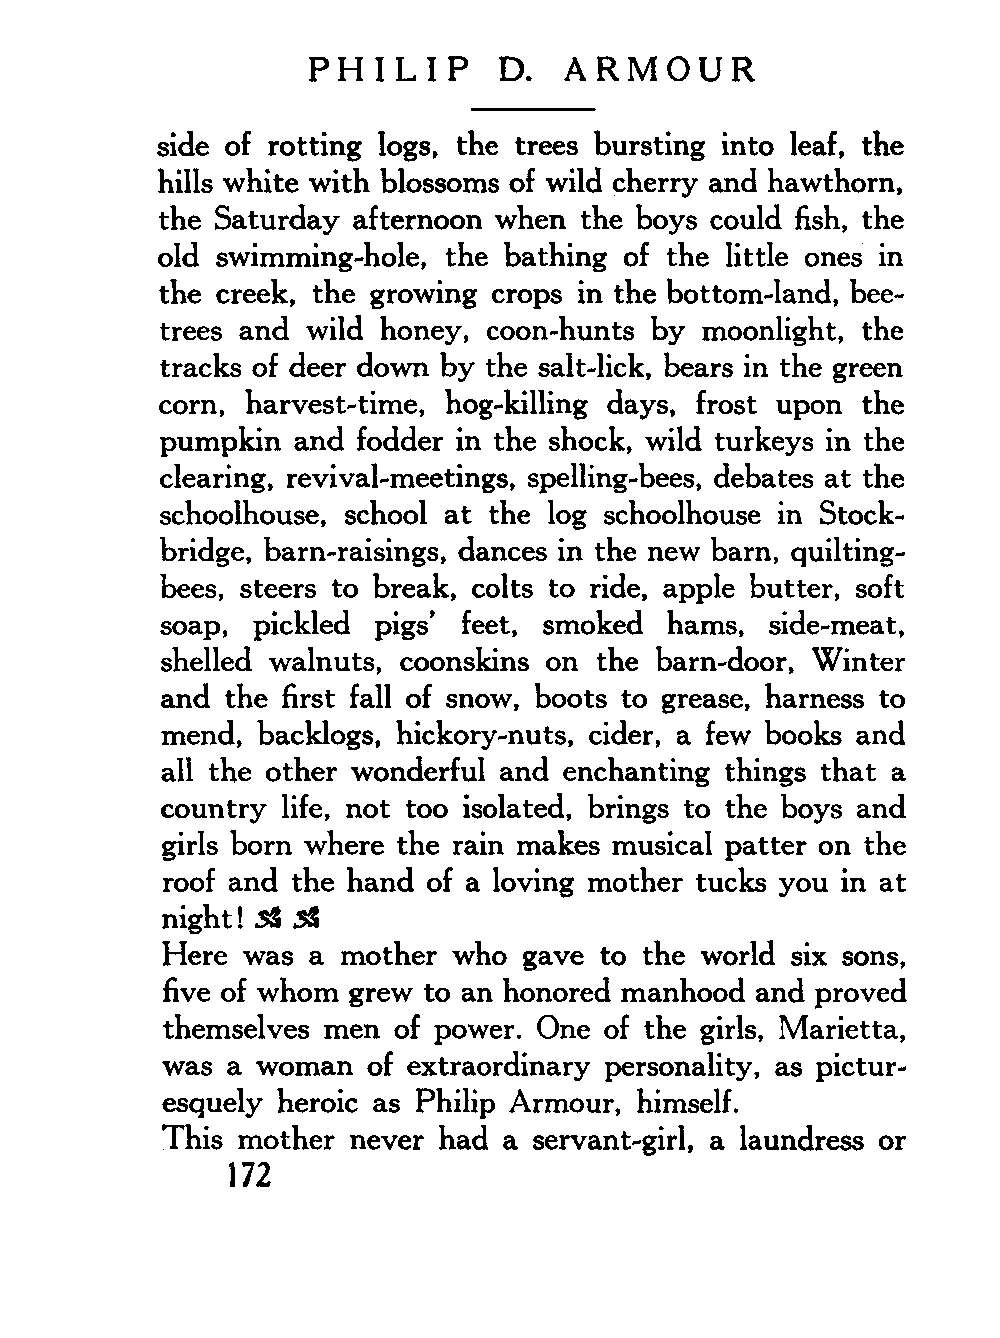 PHILIP D. ARMOUR
side of rotting logs, the trees bursting into leaf, the
hills white with blossoms of wild cherry and hawthorn,
the Saturday afternoon when the boys could fish, the
old swimming-hole, the bathing of the little ones in
the creek, the growing crops in the bottom-land, bee-
trees and wild honey, coon-hunts by moonlight, the
tracks of deer down by the salt-lick, bears in the green
corn, harvest-time, hog-killing days, frost upon the
pumpkin and fodder in the shock, wild turkeys in the
clearing, revival-meetings, spelling-bees, debates at the
schoolhouse, school at the log schoolhouse in Stock-
bridge, barn-raisings, dances in the new barn, quilting-
bees, steers to break, colts to ride, apple butter, soft
soap, pickled pigs' feet, smoked hams, side-meat,
shelled walnuts, coonskins on the barn-door, Winter
and the first fall of snow, boots to grease, harness to
mend, backlogs, hickory-nuts, cider, a few books and
all the other wonderful and enchanting things that a
country life, not too isolated, brings to the boys and
girls born where the rain makes musical patter on the
roof and the hand of a loving mother tucks you in at
night!
Here was a mother who gave to the world six sons,
five of whom grew to an honored manhood and proved
themselves men of power. One of the girls, Marietta,
was a woman of extraordinary personality, as pictur-
esquely heroic as Philip Armour, himself.
This mother never had a servant-girl, a laundress or
172